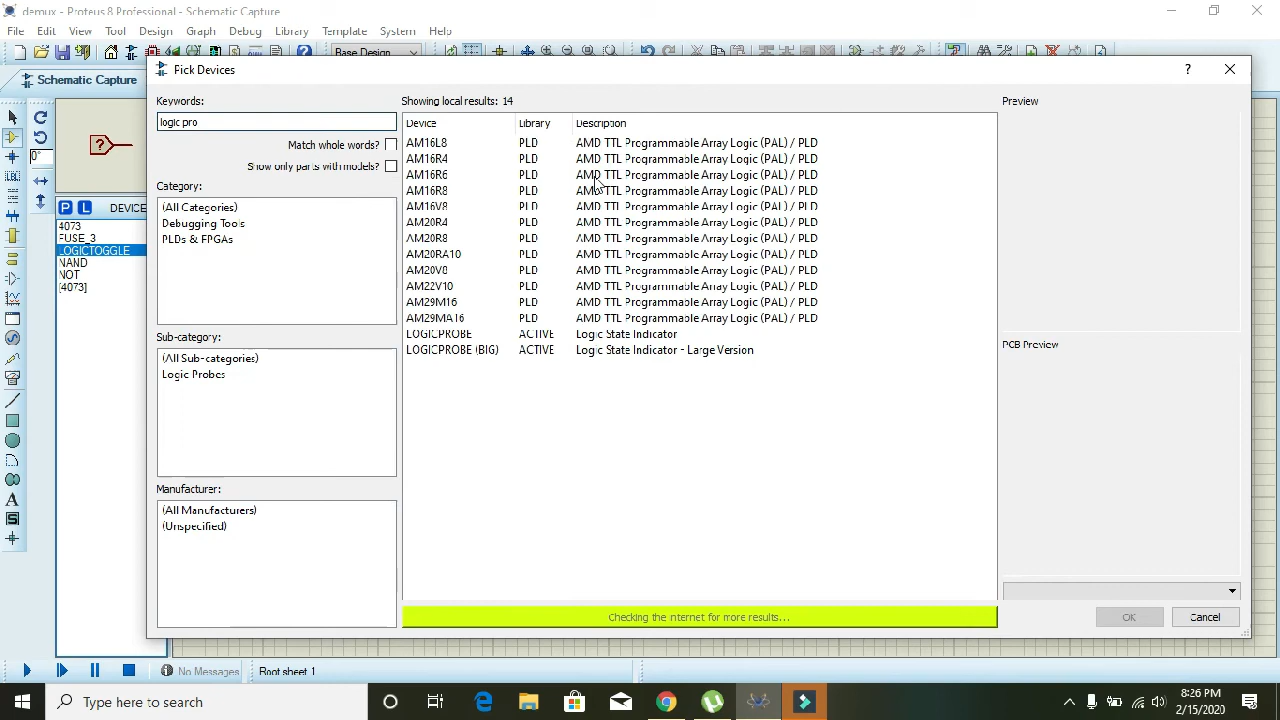 demux - Proteus 8 Professional - Schematic Capture
File Edit View Tool Design Graph Debug Library Template System Help
Base Design
Schematic Capture
Pick Devices
?
Keywords:
logic pro
Match whole words?
Show only parts with models?
Category:
(All Categories)
Debugging Tools
PLDs & FPGAs
Sub-category:
(All Sub-categories)
Logic Probes
Manufacturer:
(All Manufacturers)
(Unspecified)
Showing local results: 14
Device Library Description
AM16L8 PLD AMD TTL Programmable Array Logic (PAL) / PLD
AM16R4 PLD AMD TTL Programmable Array Logic (PAL) / PLD
AM16R6 PLD AMD TTL Programmable Array Logic (PAL) / PLD
AM16R8 PLD AMD TTL Programmable Array Logic (PAL) / PLD
AM16V8 PLD AMD TTL Programmable Array Logic (PAL) / PLD
AM20R4 PLD AMD TTL Programmable Array Logic (PAL) / PLD
AM20R8 PLD AMD TTL Programmable Array Logic (PAL) / PLD
AM20RA10 PLD AMD TTL Programmable Array Logic (PAL) / PLD
AM20V8 PLD AMD TTL Programmable Array Logic (PAL) / PLD
AM22V10 PLD AMD TTL Programmable Array Logic (PAL) / PLD
AM29M16 PLD AMD TTL Programmable Array Logic (PAL) / PLD
AM29MA16 PLD AMD TTL Programmable Array Logic (PAL) / PLD
LOGICPROBE ACTIVE Logic State Indicator
LOGICPROBE (BIG) ACTIVE Logic State Indicator - Large Version
Checking the internet for more results...
Preview
PCB Preview
OK Cancel
0°
?
P L DEVICE
4073
FUSE_3
LOGICTOGGLE
NAND
NOT
[4073]
A
S
No Messages Root sheet 1
Type here to search
8:26 PM
2/15/2020